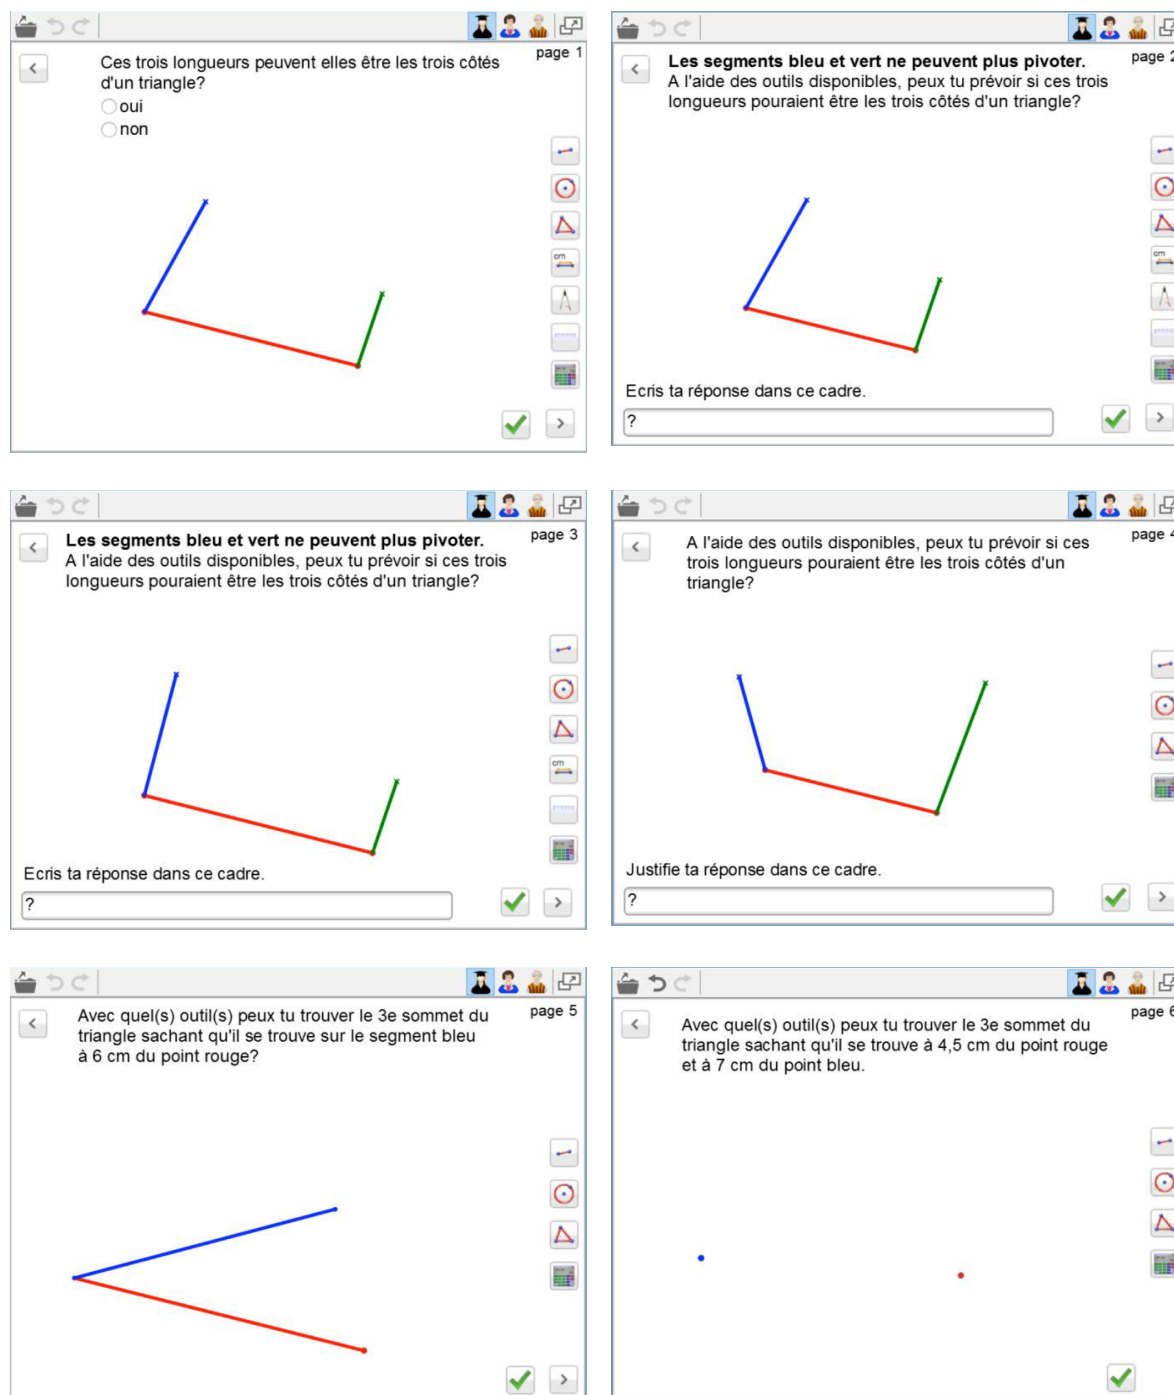 page 1
Ces trois longueurs peuvent elles être les trois côtés
d'un triangle?
oui
non
cm
page 2
Les segments bleu et vert ne peuvent plus pivoter.
A l'aide des outils disponibles, peux tu prévoir si ces trois
longueurs pouraient être les trois côtés d'un triangle?
cm
Ecris ta réponse dans ce cadre.
?
page 3
Les segments bleu et vert ne peuvent plus pivoter.
A l'aide des outils disponibles, peux tu prévoir si ces trois
longueurs pouraient être les trois côtés d'un triangle?
cm
Ecris ta réponse dans ce cadre.
?
page 4
A l'aide des outils disponibles, peux tu prévoir si ces
trois longueurs pouraient être les trois côtés d'un
triangle?
Justifie ta réponse dans ce cadre.
?
page 5
Avec quel(s) outil(s) peux tu trouver le 3e sommet du
triangle sachant qu'il se trouve sur le segment bleu
à 6 cm du point rouge?
page 6
Avec quel(s) outil(s) peux tu trouver le 3e sommet du
triangle sachant qu'il se trouve à 4,5 cm du point rouge
et à 7 cm du point bleu.